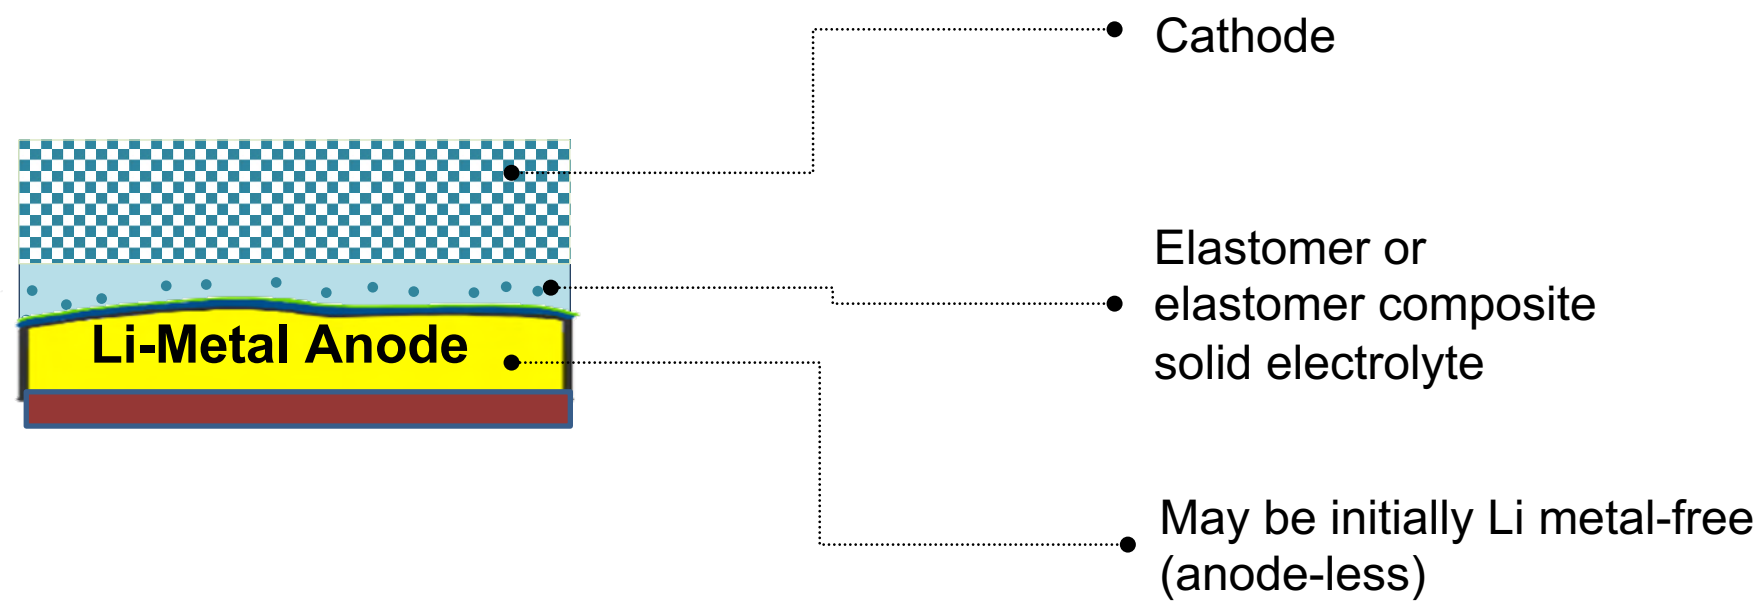 Cathode
Elastomer or
elastomer composite
solid electrolyte
Li-Metal Anode
May be initially Li metal-free
(anode-less)